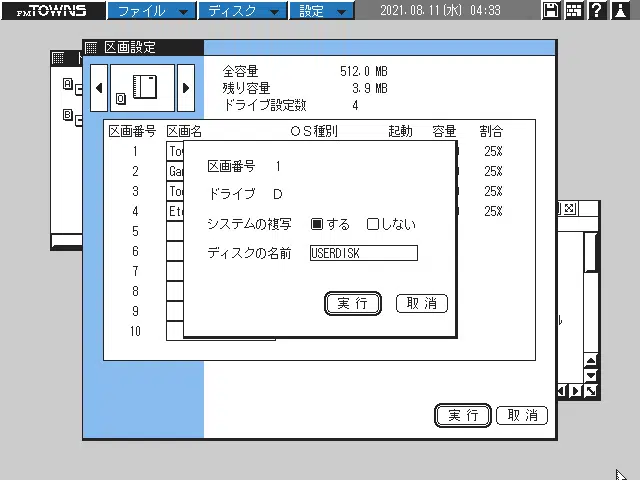 FM TOWNS ファイル ディスク 設定 2021.08.11(水) 04:33
区画設定
全容量 512.0 MB
残り容量 3.9 MB
ドライブ設定数 4
0
区画番号 区画名 OS種別 起動 容量 割合
1 To 25%
2 Ga 25%
3 To 25%
4 Et 25%
5
6
7
8
9
10
区画番号 1
ドライブ D
システムの複写 する しない
ディスクの名前 USERDISK
実行 取消
実行 取消
A
B